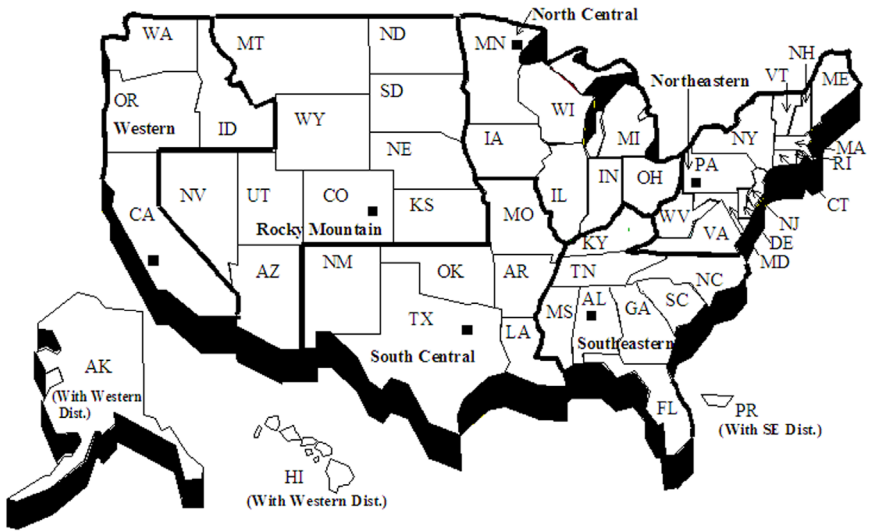 North Central
NH
WA
ND
MN
MT
VT
ME
Northeastern
OR
SD
WI
NY
Western
ID
WY
MI
MA
IA
NE
PA
RI
NV
UT
CO
IL
IN
OH
CT
CA
KS
MO
WV
NJ
Rocky Mountain
VA
DE
KY
MD
AZ
NM
OK
AR
TN
NC
TX
MS
AL
GA
SC
LA
South Central
Southeastern
AK
(With Western
Dist.)
FL
PR
(With SE Dist.)
HI
(With Western Dist.)